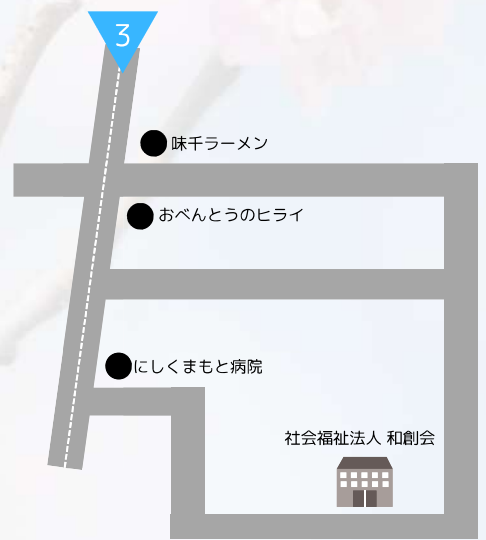 3
味千ラーメン
おべんとうのヒライ
にしくまもと病院
社会福祉法人 和創会